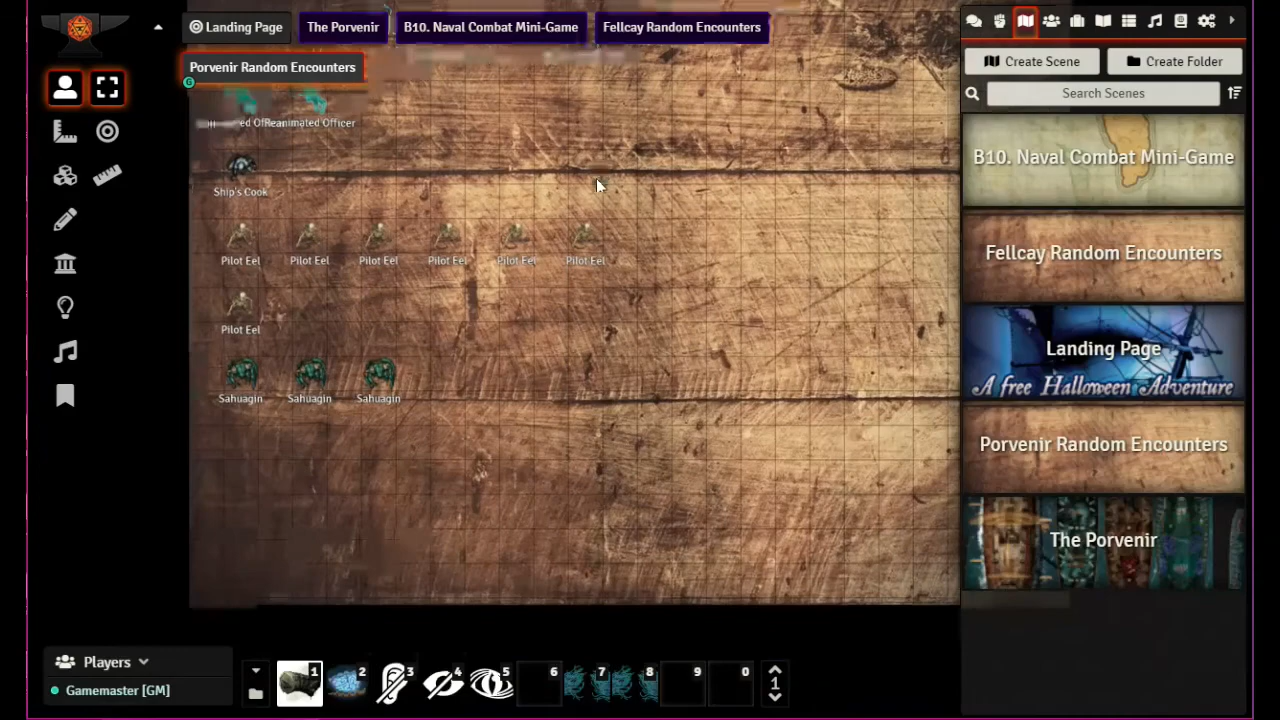 Landing Page The Porvenir B10. Naval Combat Mini-Game Fellcay Random Encounters
Porvenir Random Encounters
G
Reanimated Officer
Ship's Cook
Pilot Eel Pilot Eel Pilot Eel Pilot Eel Pilot Eel Pilot Eel
Pilot Eel
Sahuagin Sahuagin Sahuagin
Create Scene Create Folder
Search Scenes
B10. Naval Combat Mini-Game
Fellcay Random Encounters
Landing Page
A free Halloween Adventure
Porvenir Random Encounters
The Porvenir
Players
Gamemaster [GM]
1 2 3 4 5 6 7 8 9 0 1